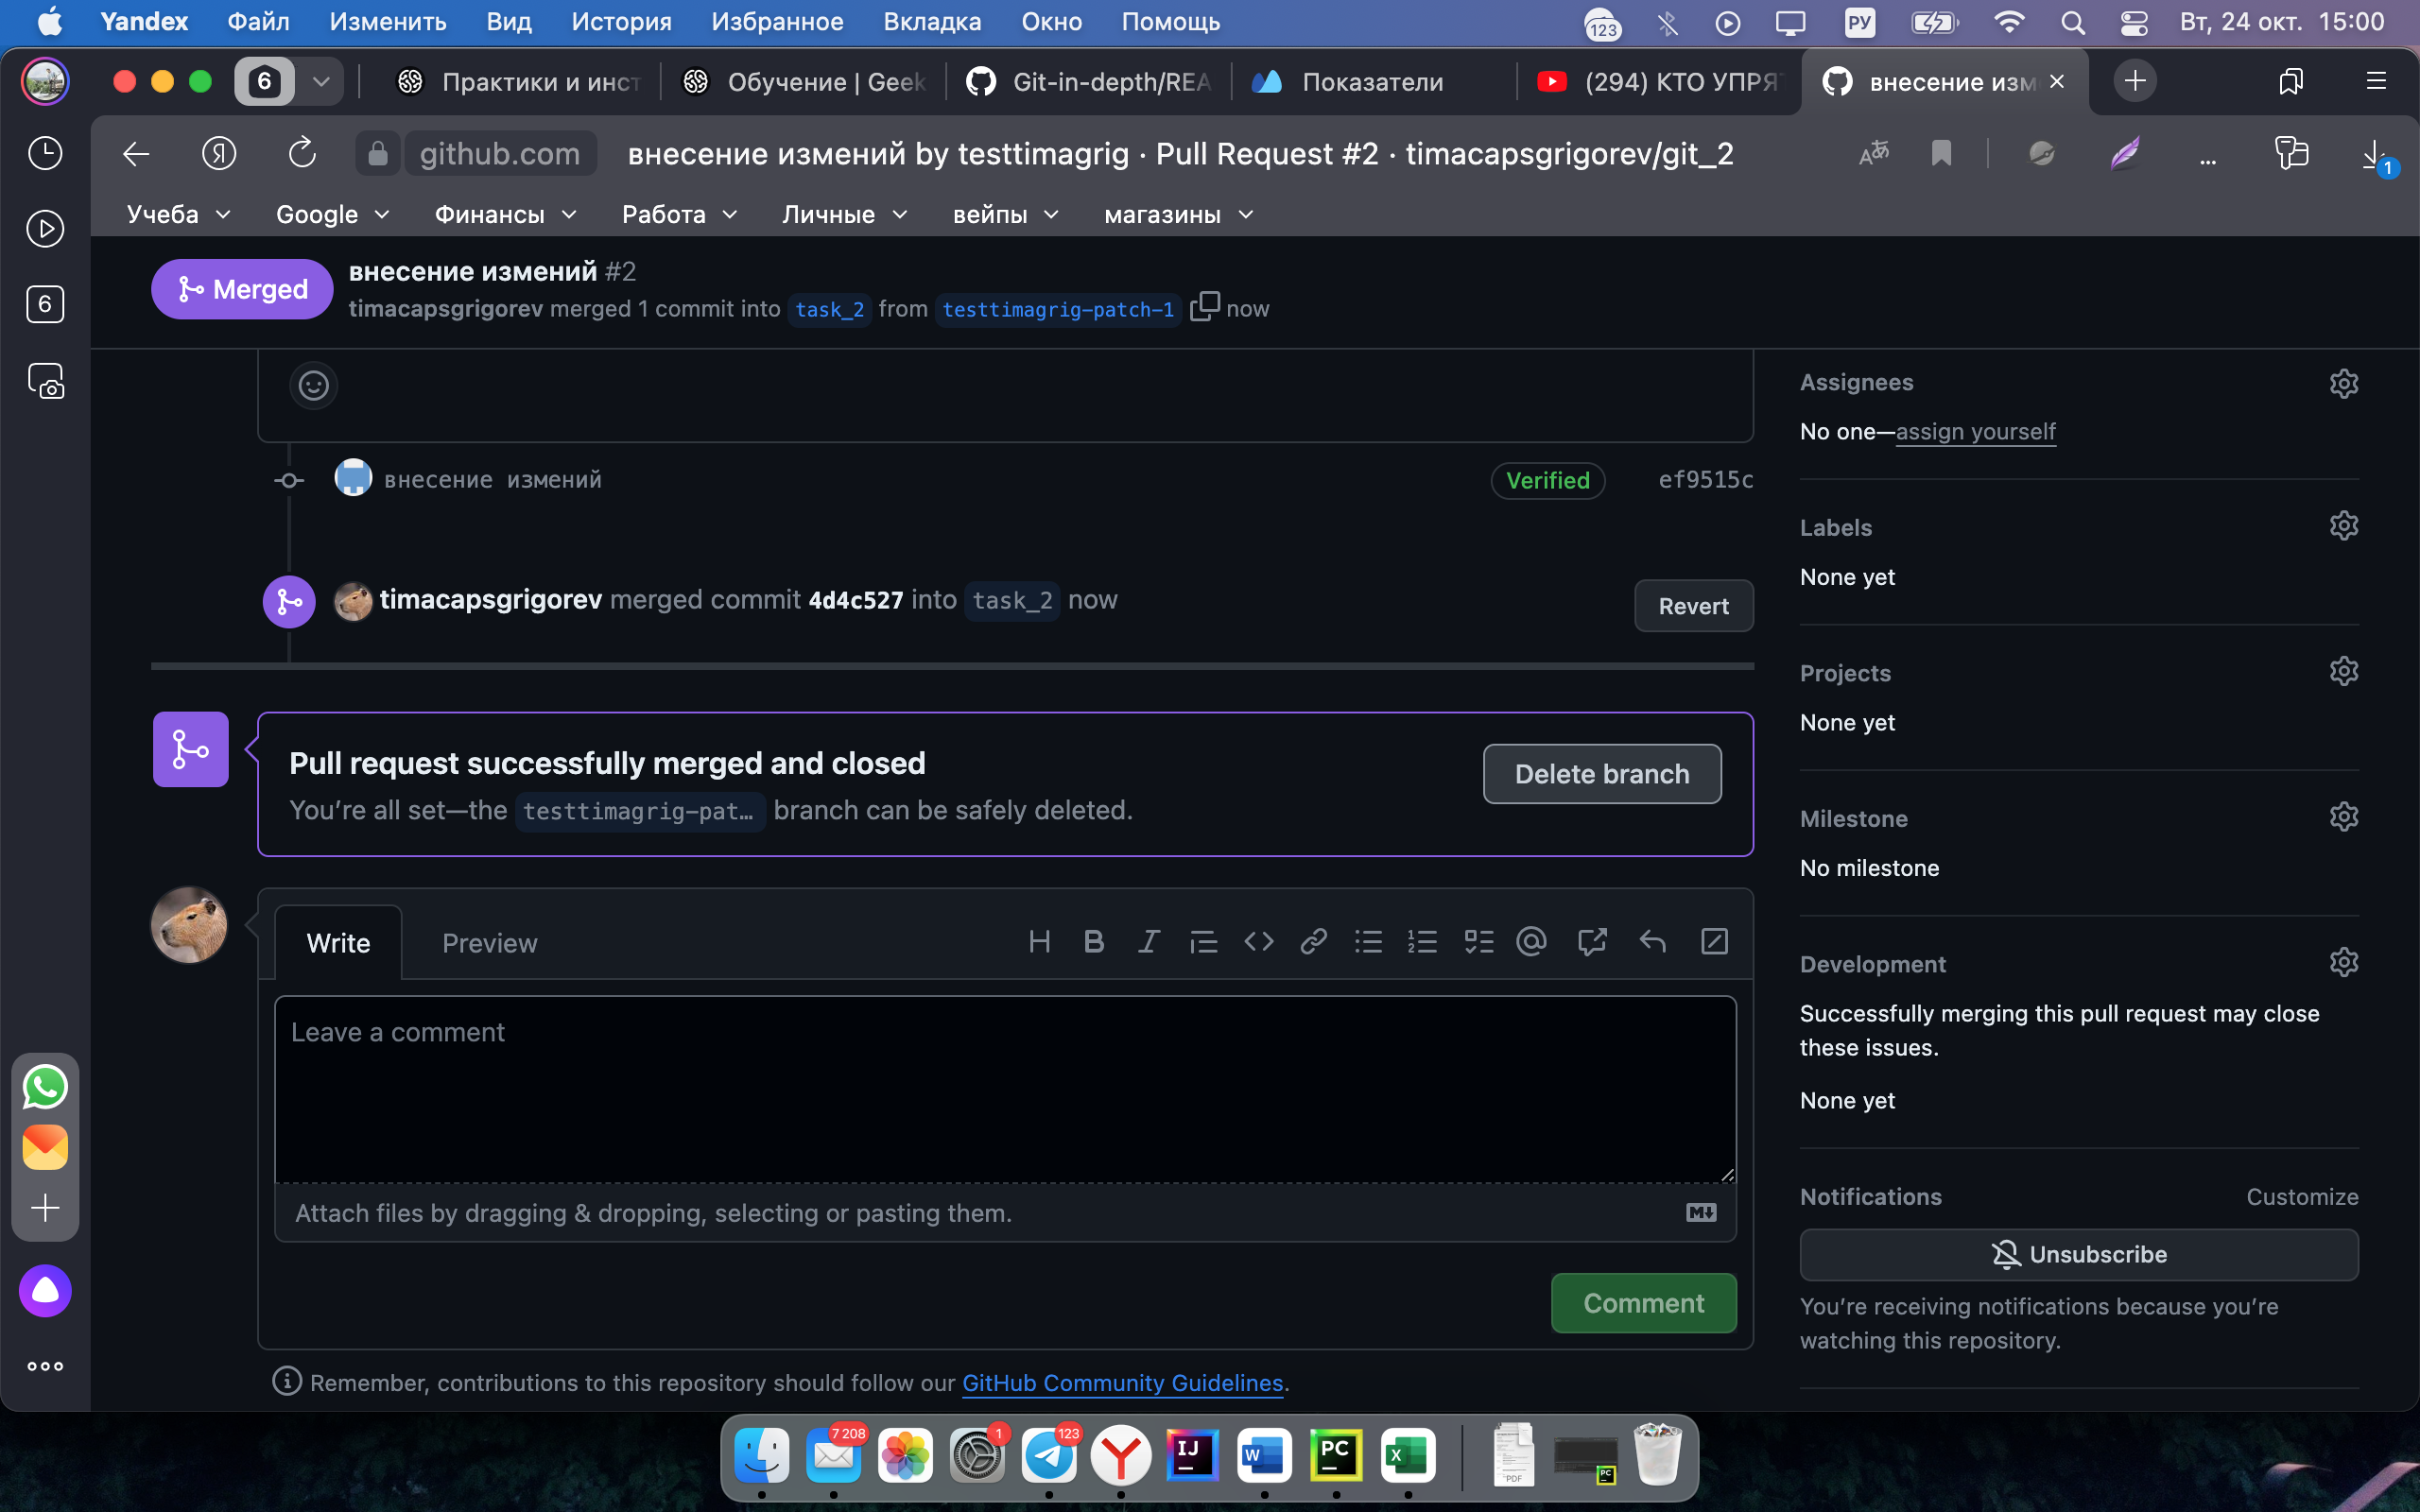 Yandex Файл Изменить Вид История Избранное Вкладка Окно Помощь 123 РУ Вт, 24 окт. 15:00
6 Практики и инст Обучение | Geek Git-in-depth/REA Показатели (294) КТО УПРЯТ внесение изм
Я github.com внесение измений by testtimagrig · Pull Request #2 · timacapsgrigorev/git_2 ... 1
Учеба Google Финансы Работа Личные вейпы магазины
6
Merged
внесение измений #2
timacapsgrigorev merged 1 commit into task_2 from testtimagrig-patch-1 now
внесение измений Verified ef9515c
timacapsgrigorev merged commit 4d4c527 into task_2 now Revert
Pull request successfully merged and closed
You're all set—the testtimagrig-pat… branch can be safely deleted.
Delete branch
Write Preview
Leave a comment
Attach files by dragging & dropping, selecting or pasting them.
Comment
Remember, contributions to this repository should follow our GitHub Community Guidelines.
Assignees
No one—assign yourself
Labels
None yet
Projects
None yet
Milestone
No milestone
Development
Successfully merging this pull request may close
these issues.
None yet
Notifications Customize
Unsubscribe
You're receiving notifications because you're
watching this repository.
7 208 1 123 IJ W PC X PDF PC